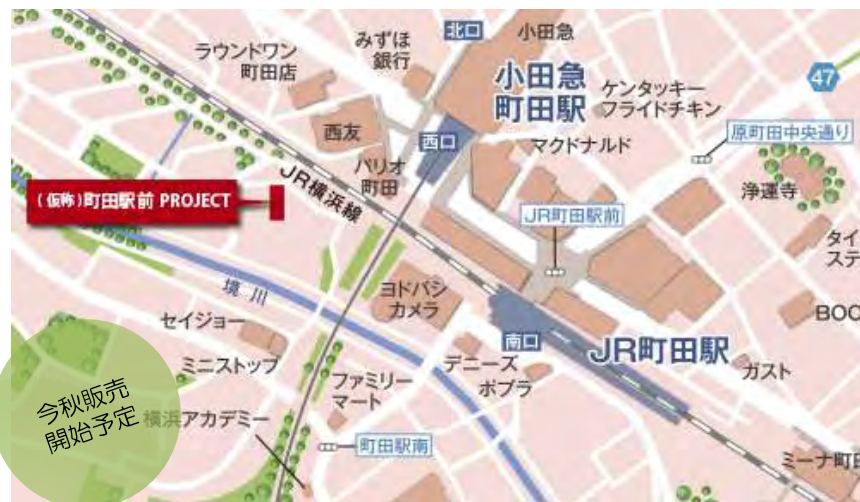 北口
小田急
みずほ
銀行
ラウンドワン
町田店
小田急
町田駅
ケンタッキー
フライドチキン
47
西友
西口
マクドナルド
原町田中央通り
パリオ
町田
浄運寺
(仮称)町田駅前 PROJECT
JR横浜線
JR町田駅前
タイ
ステ
境川
ヨドバシ
カメラ
BOO
セイジョー
南口
JR町田駅
ミニストップ
デニーズ
ポプラ
ガスト
ファミリー
マート
今秋販売
開始予定
横浜アカデミー
町田駅南
ミーナ町田